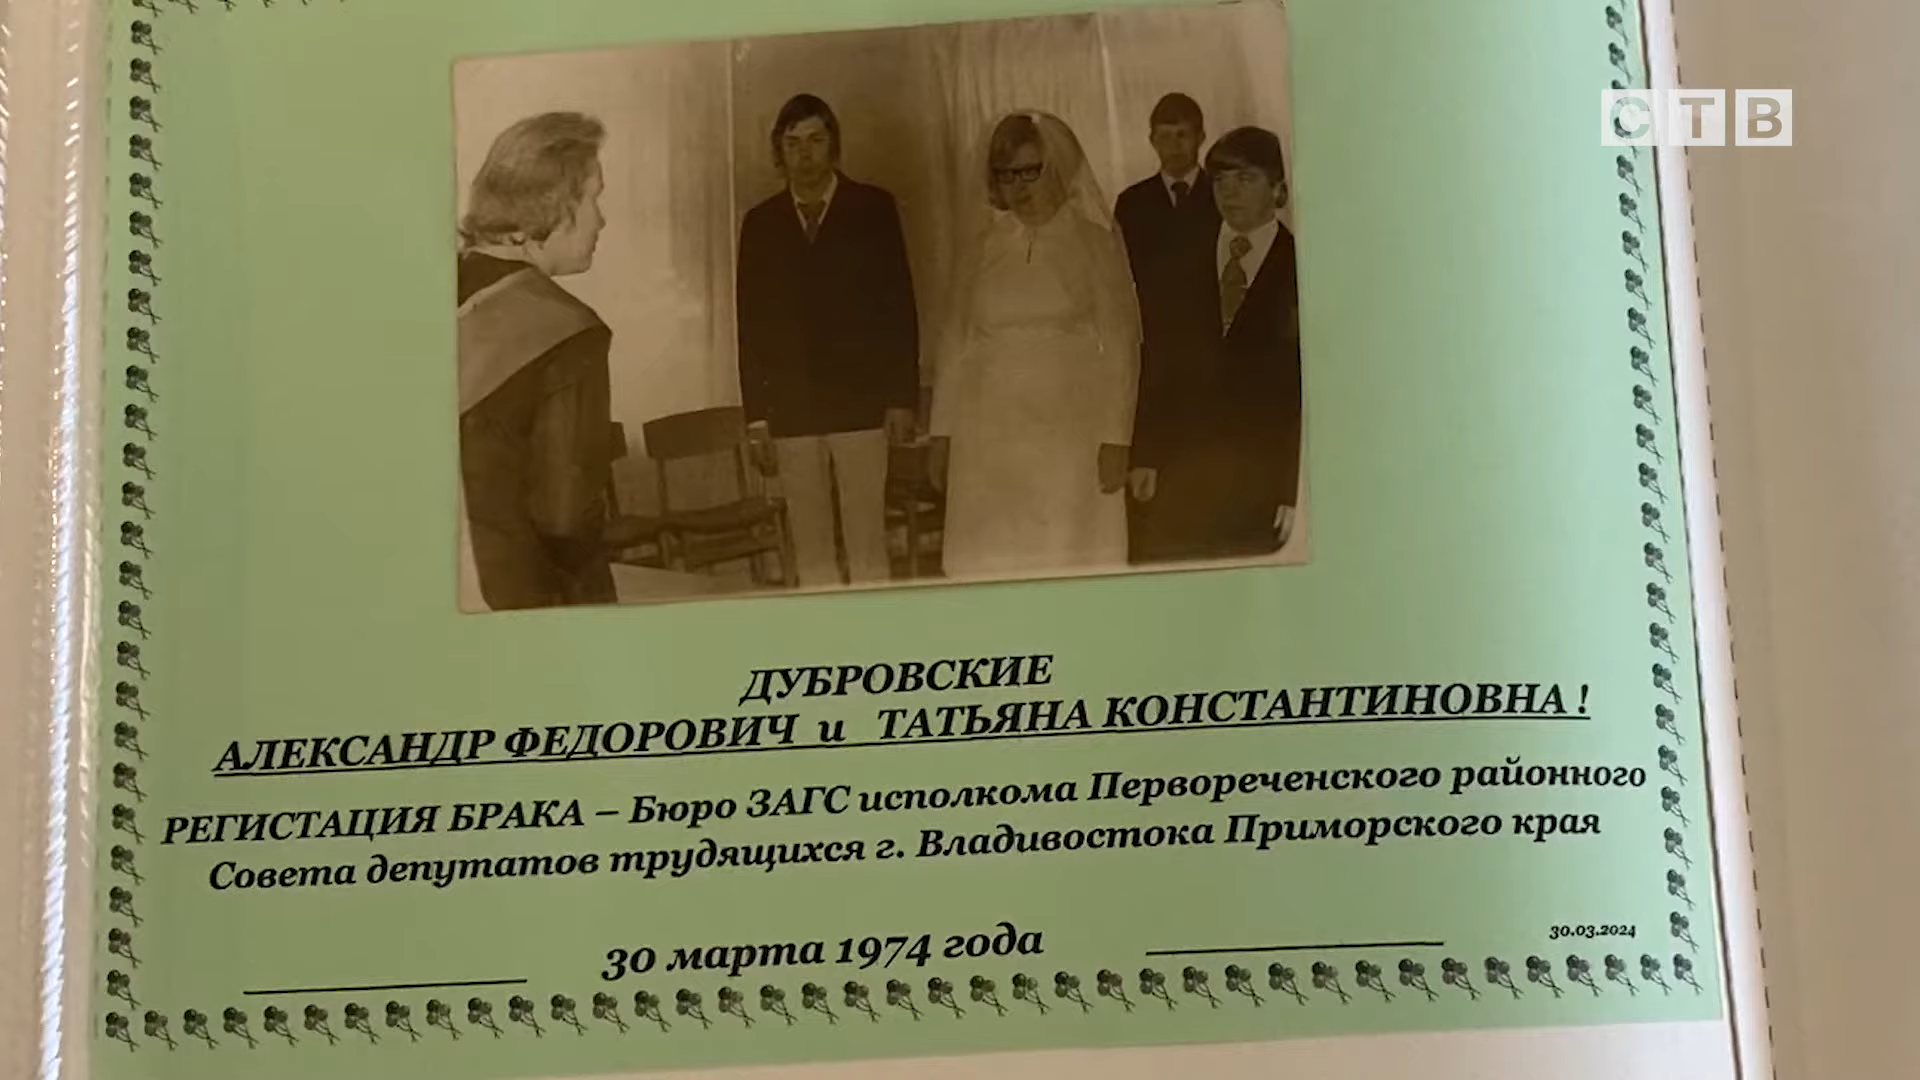 СТВ
ДУБРОВСКИЕ
АЛЕКСАНДР ФЕДОРОВИЧ и ТАТЬЯНА КОНСТАНТИНОВНА !
РЕГИСТАЦИЯ БРАКА – Бюро ЗАГС исполкома Первореченского районного
Совета депутатов трудящихся г. Владивостока Приморского края
30 марта 1974 года
30.03.2024